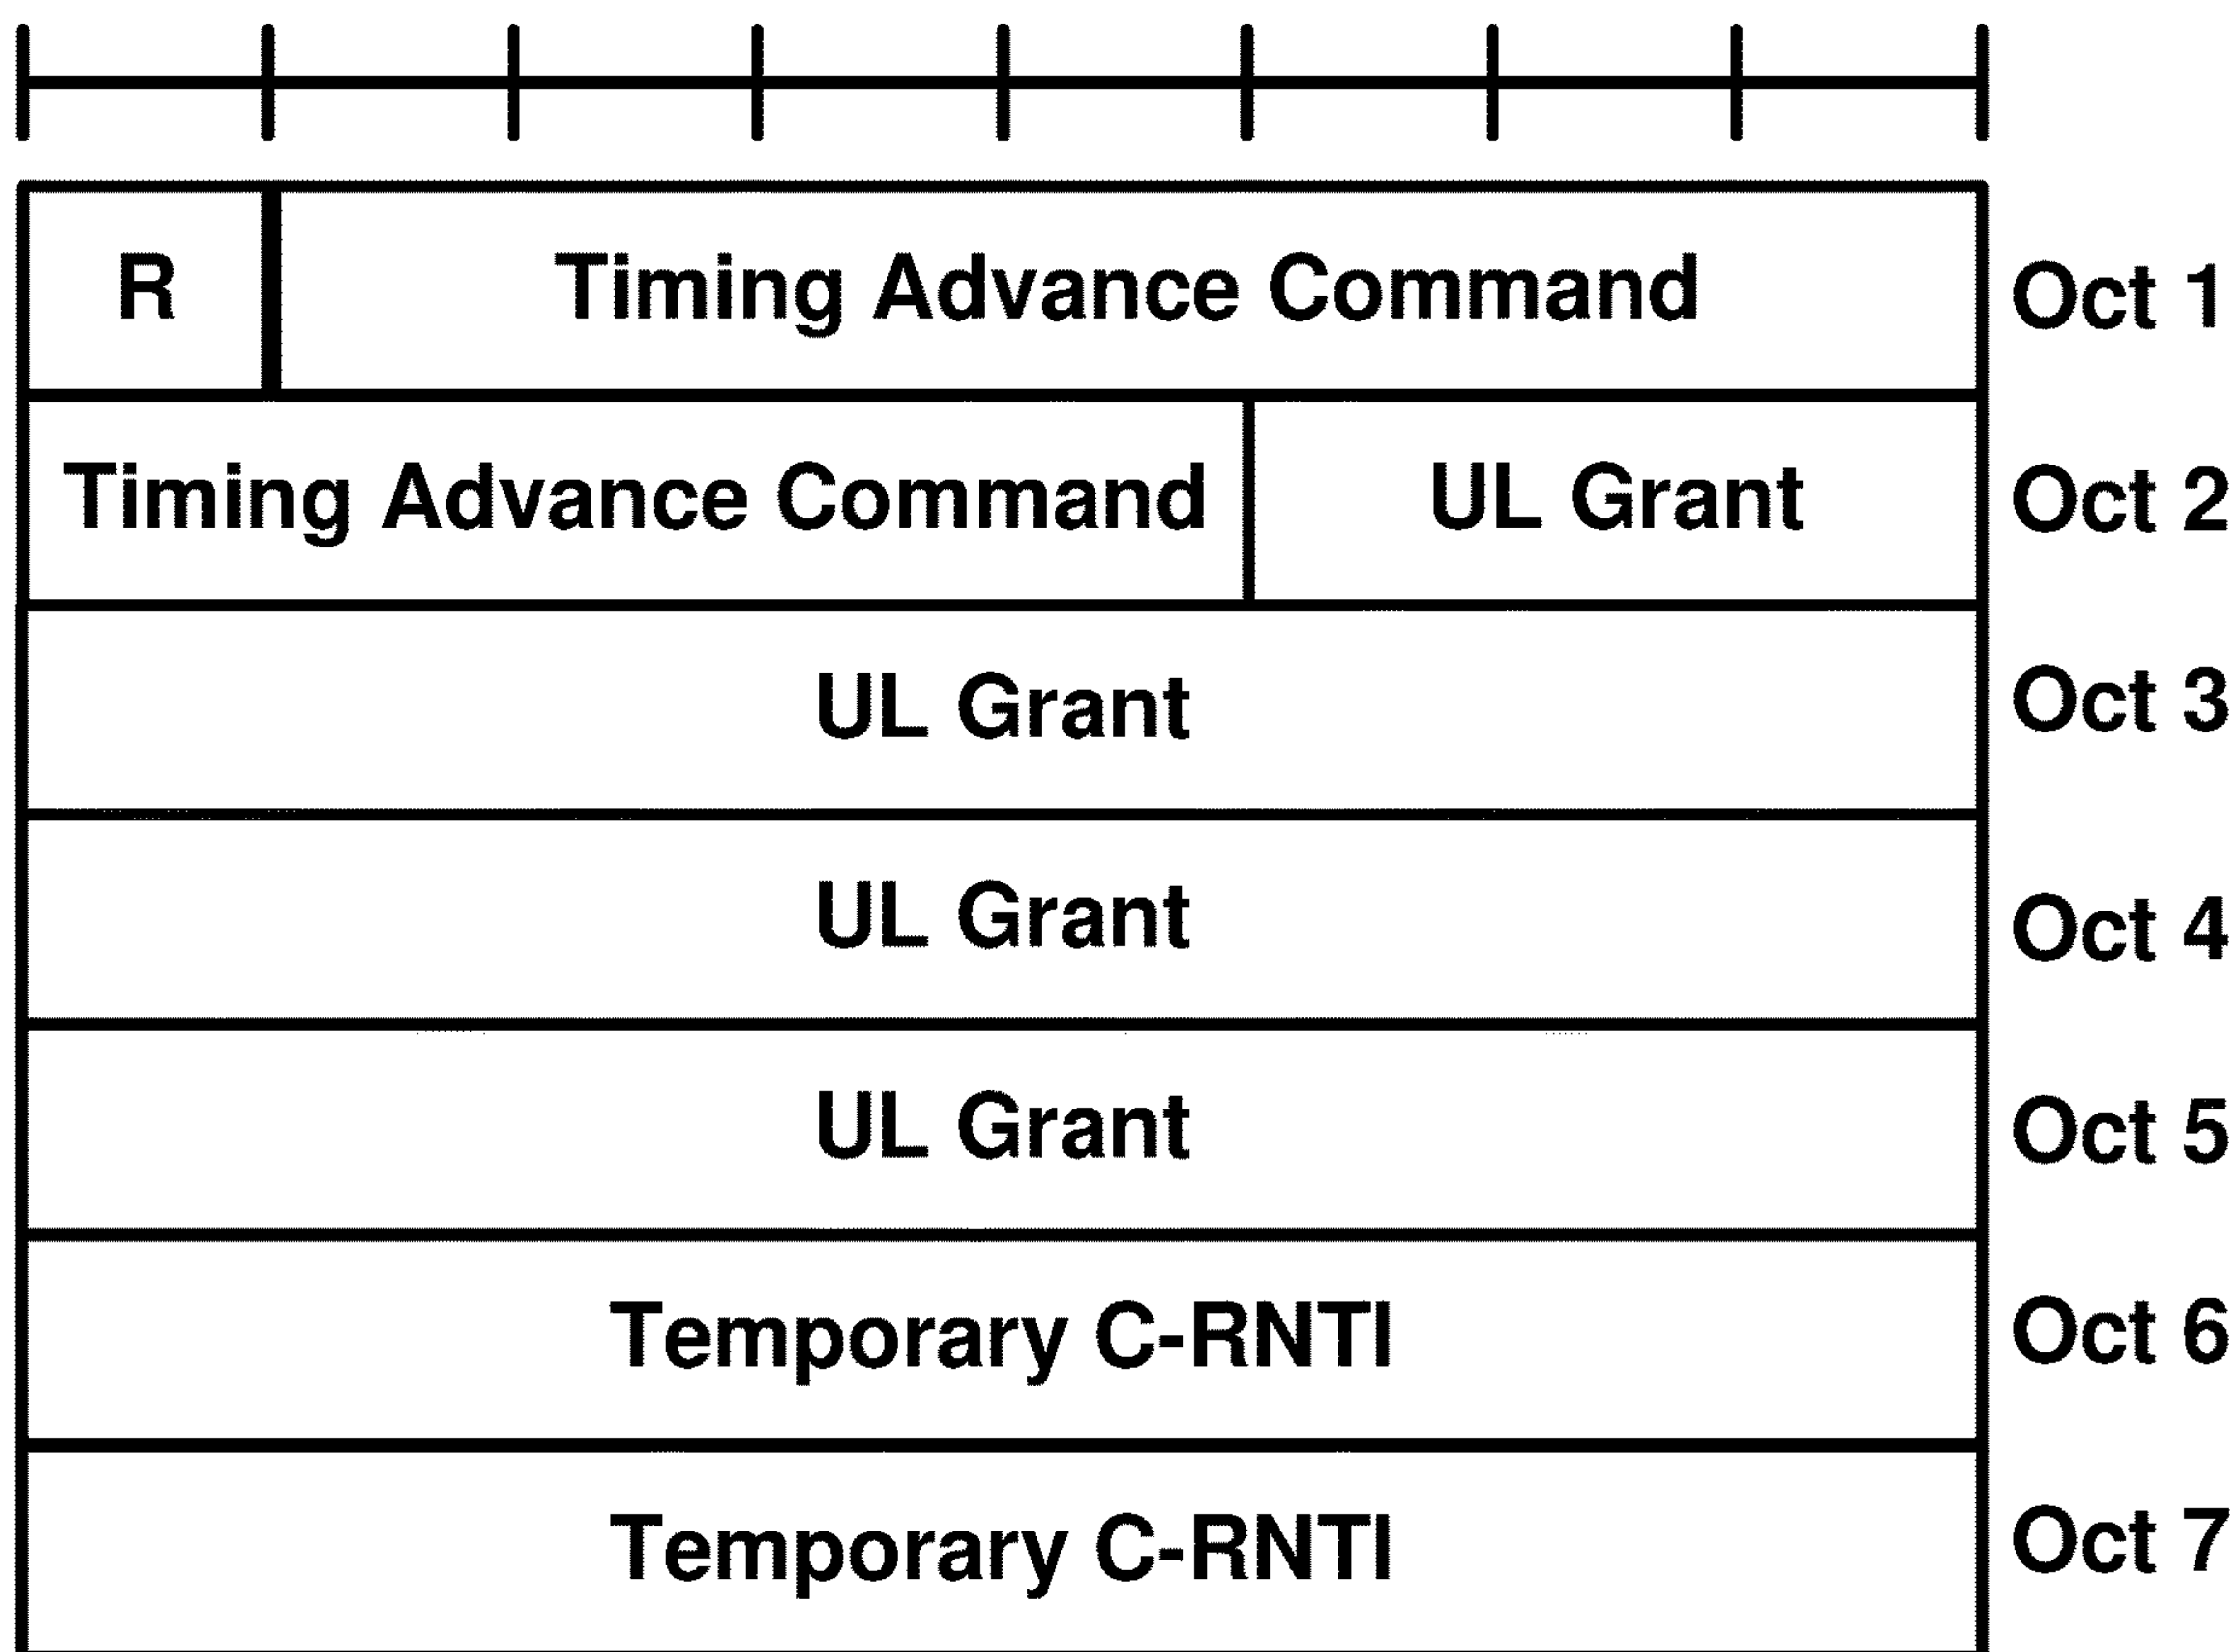 R Timing Advance Command Oct 1
Timing Advance Command UL Grant Oct 2
UL Grant Oct 3
UL Grant Oct 4
UL Grant Oct 5
Temporary C-RNTI Oct 6
Temporary C-RNTI Oct 7